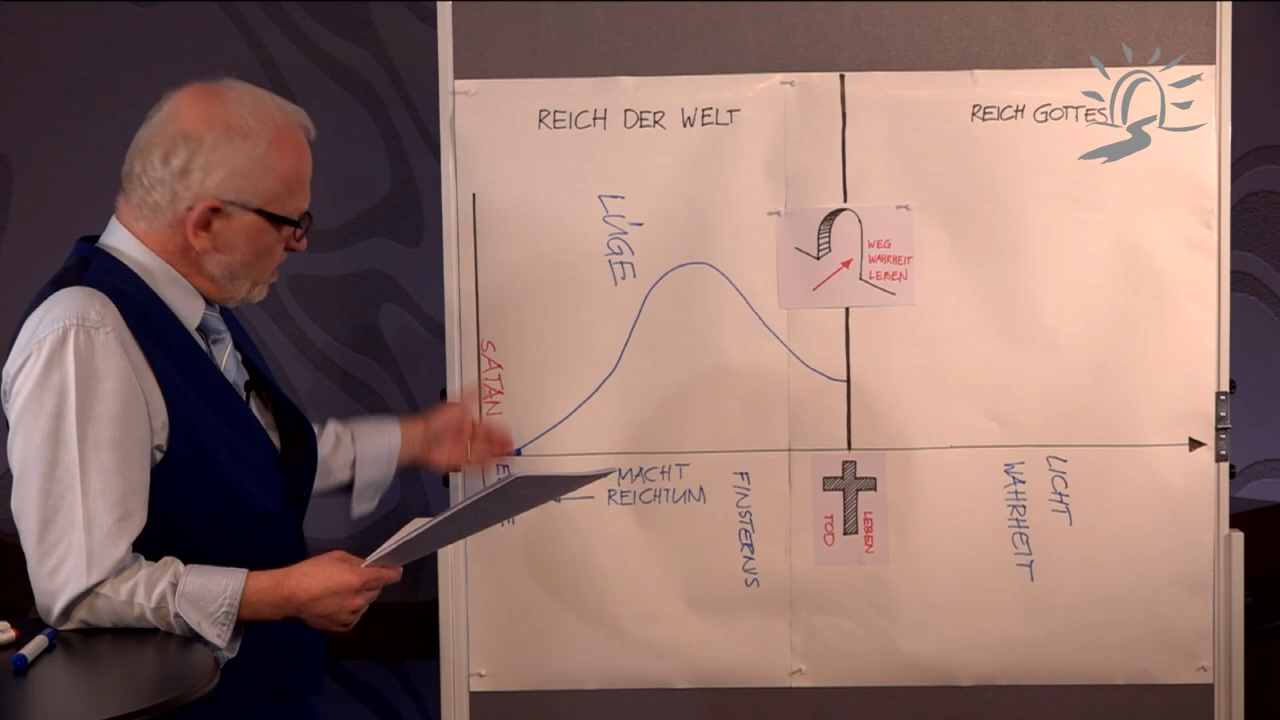 REICH DER WELT
REICH GOTTES
LÜGE
WEG
WAHRHEIT
LEBEN
SATAN
MACHT
REICHTUM
FINSTERNIS
TOD
LEBEN
LICHT
WAHRHEIT